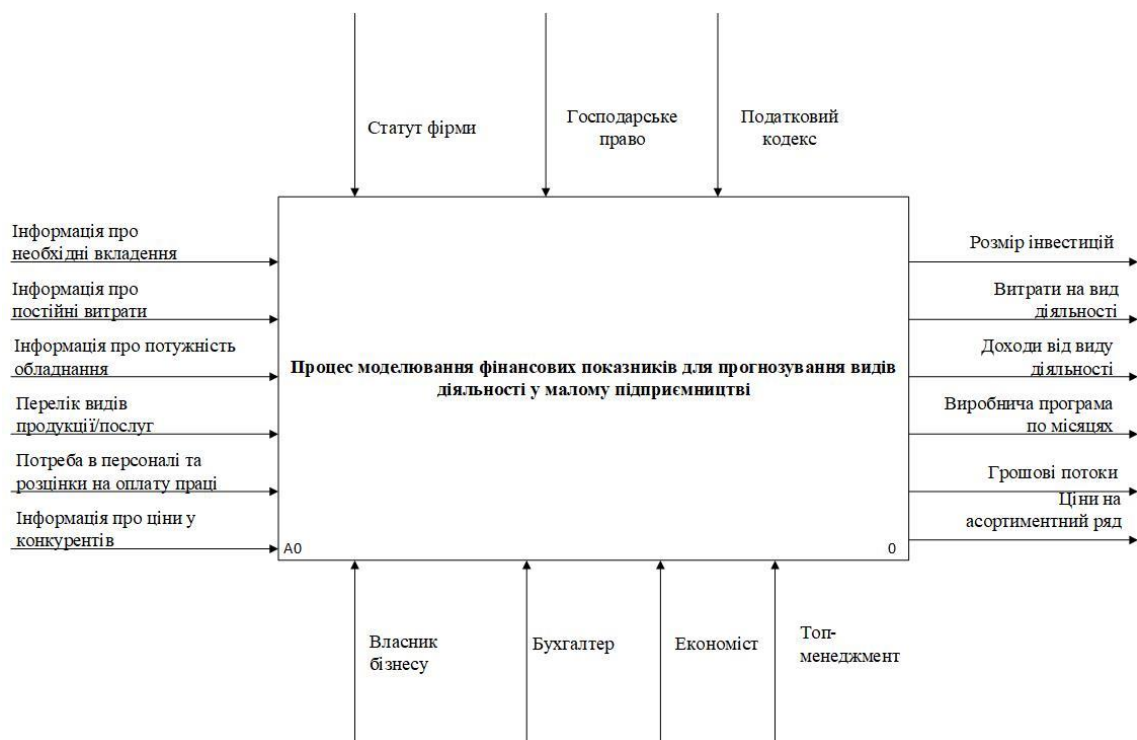 Статут фірми
Господарське
право
Податковий
кодекс
Інформація про
необхідні вкладення
Інформація про
постійні витрати
Інформація про потужність
обладнання
Перелік видів
продукції/послуг
Потреба в персоналі та
розцінки на оплату праці
Інформація про ціни у
конкурентів
Процес моделювання фінансових показників для прогнозування видів
діяльності у малому підприємництві
A0
0
Розмір інвестицій
Витрати на вид
діяльності
Доходи від виду
діяльності
Виробнича програма
по місяцях
Грошові потоки
Ціни на
асортиментний ряд
Власник
бізнесу
Бухгалтер
Економіст
Топ-
менеджмент